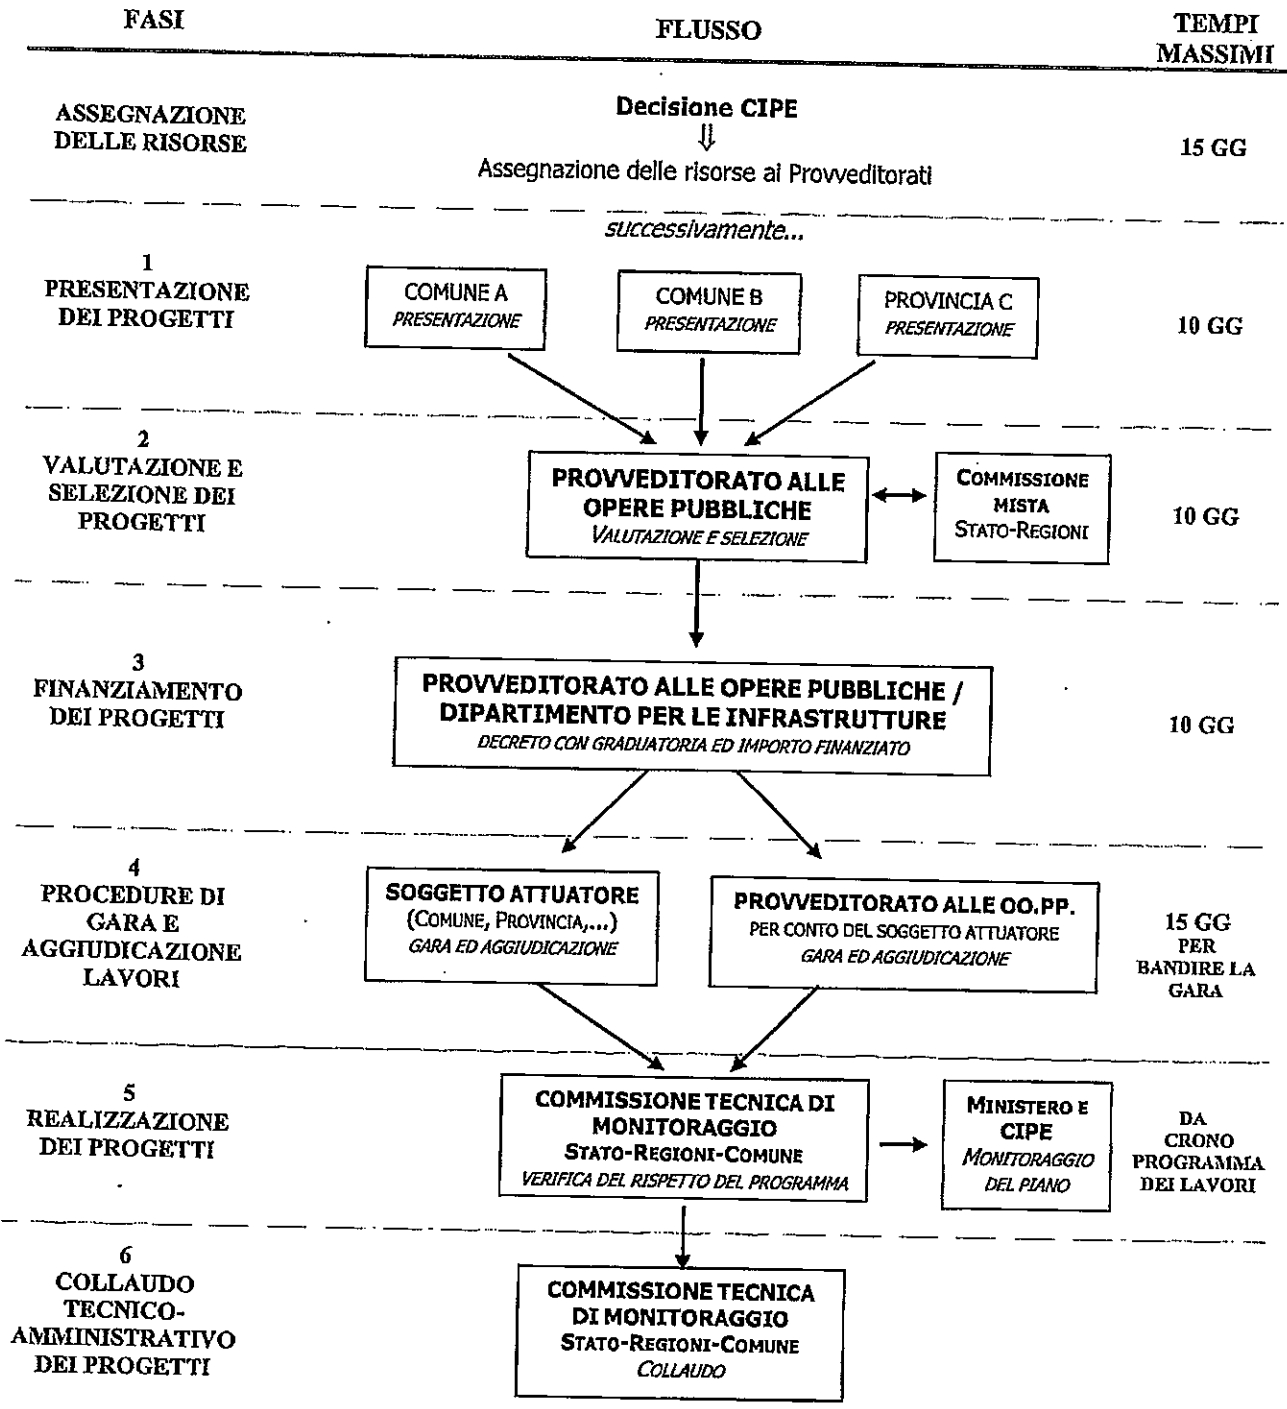 FASI
FLUSSO
TEMPI
MASSIMI
ASSEGNAZIONE
DELLE RISORSE
Decisione CIPE
⇓
Assegnazione delle risorse ai Provveditorati
15 GG
successivamente...
1
PRESENTAZIONE
DEI PROGETTI
COMUNE A
PRESENTAZIONE
COMUNE B
PRESENTAZIONE
PROVINCIA C
PRESENTAZIONE
10 GG
2
VALUTAZIONE E
SELEZIONE DEI
PROGETTI
PROVVEDITORATO ALLE
OPERE PUBBLICHE
VALUTAZIONE E SELEZIONE
COMMISSIONE
MISTA
STATO-REGIONI
10 GG
3
FINANZIAMENTO
DEI PROGETTI
PROVVEDITORATO ALLE OPERE PUBBLICHE /
DIPARTIMENTO PER LE INFRASTRUTTURE
DECRETO CON GRADUATORIA ED IMPORTO FINANZIATO
10 GG
4
PROCEDURE DI
GARA E
AGGIUDICAZIONE
LAVORI
SOGGETTO ATTUATORE
(COMUNE, PROVINCIA,...)
GARA ED AGGIUDICAZIONE
PROVVEDITORATO ALLE OO.PP.
PER CONTO DEL SOGGETTO ATTUATORE
GARA ED AGGIUDICAZIONE
15 GG
PER
BANDIRE LA
GARA
5
REALIZZAZIONE
DEI PROGETTI
COMMISSIONE TECNICA DI
MONITORAGGIO
STATO-REGIONI-COMUNE
VERIFICA DEL RISPETTO DEL PROGRAMMA
MINISTERO E
CIPE
MONITORAGGIO
DEL PIANO
DA
CRONO
PROGRAMMA
DEI LAVORI
6
COLLAUDO
TECNICO-
AMMINISTRATIVO
DEI PROGETTI
COMMISSIONE TECNICA
DI MONITORAGGIO
STATO-REGIONI-COMUNE
COLLAUDO